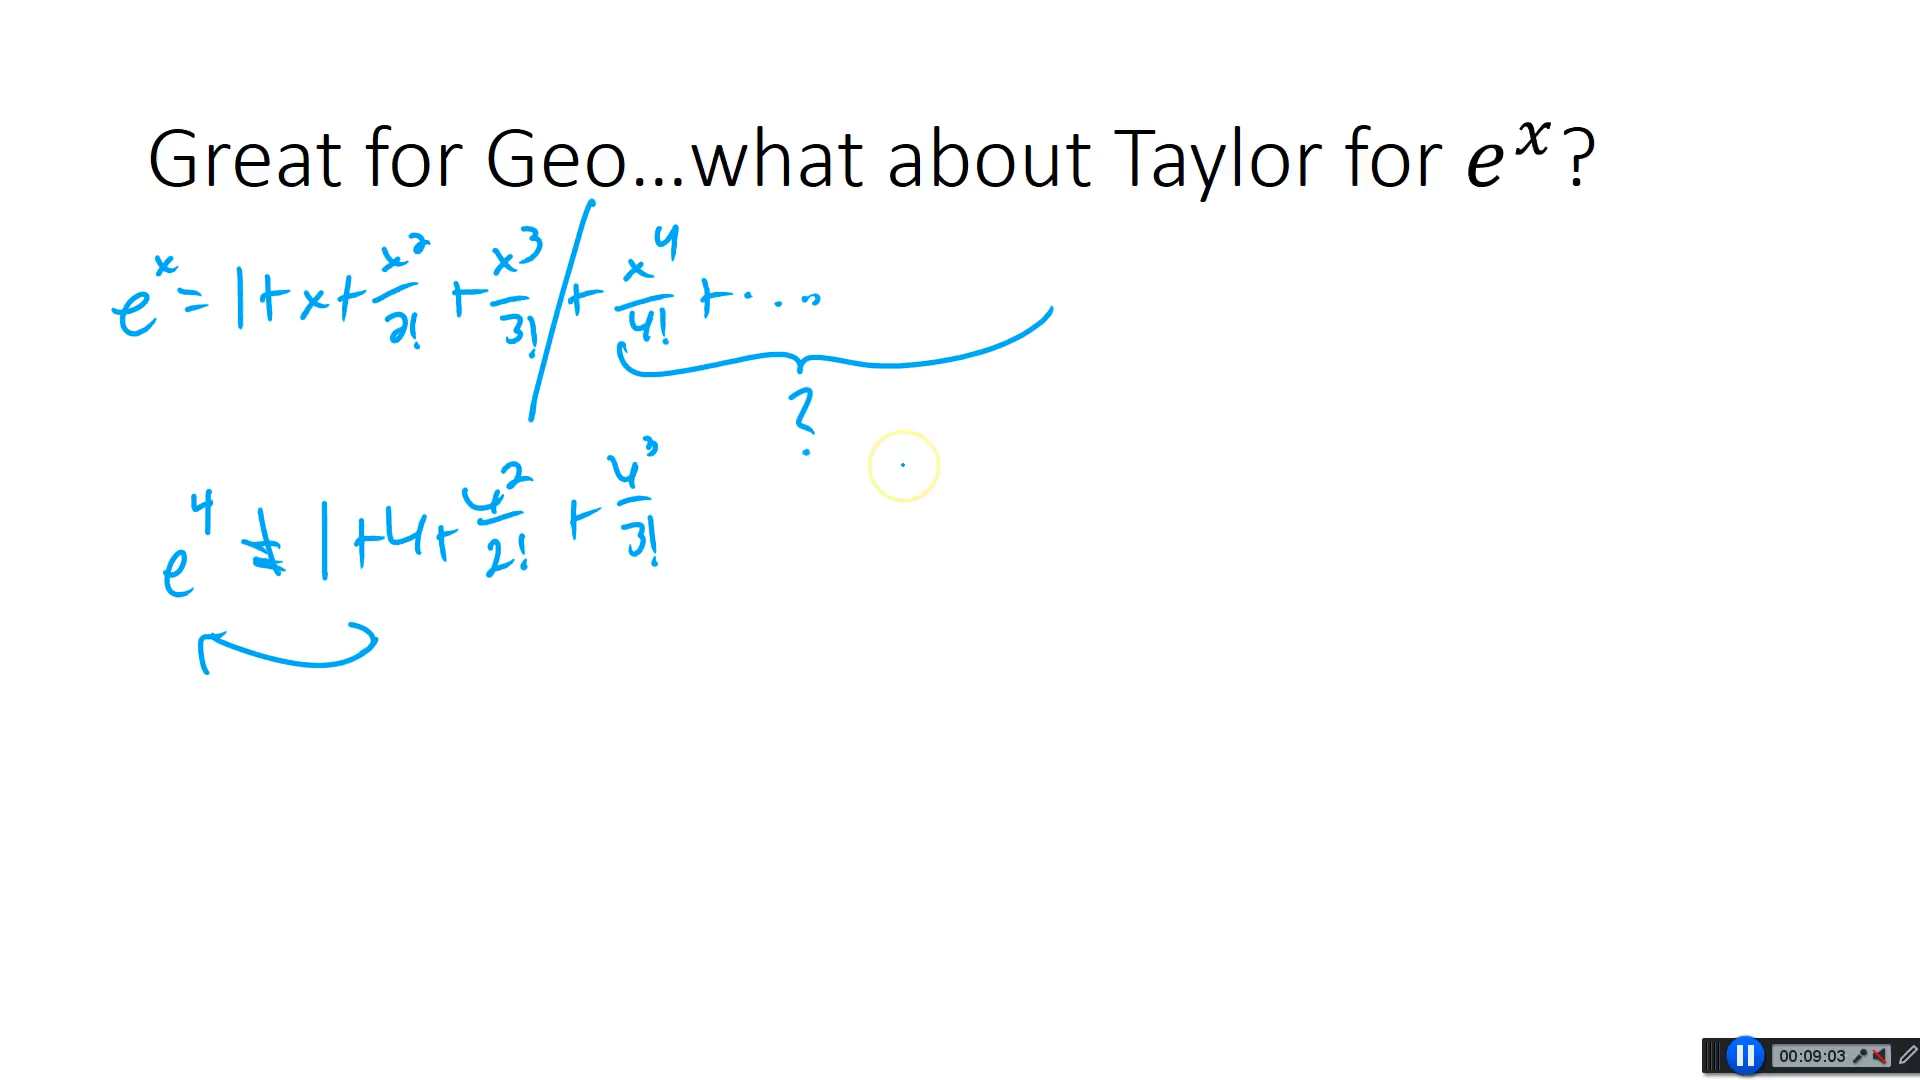 Great for Geo...what about Taylor for e^x?
e^x = 1 + x + x^2/2! + x^3/3! / + x^4/4! + ...
?
e^4 ≠ 1 + 4 + 4^2/2! + 4^3/3!
00:09:03